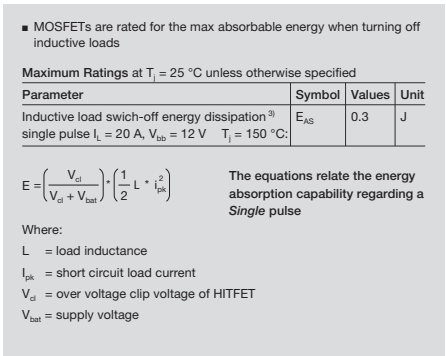 ■ MOSFETs are rated for the max absorbable energy when turning off
inductive loads
Maximum Ratings at Tj = 25 °C unless otherwise specified
Parameter Symbol Values Unit
Inductive load swich-off energy dissipation 3) EAS 0.3 J
single pulse IL = 20 A, Vbb = 12 V Tj = 150 °C:
E = (Vcl / (Vcl + Vbat)) * (1/2 L * i²pk)
The equations relate the energy
absorption capability regarding a
Single pulse
Where:
L = load inductance
Ipk = short circuit load current
Vcl = over voltage clip voltage of HITFET
Vbat = supply voltage